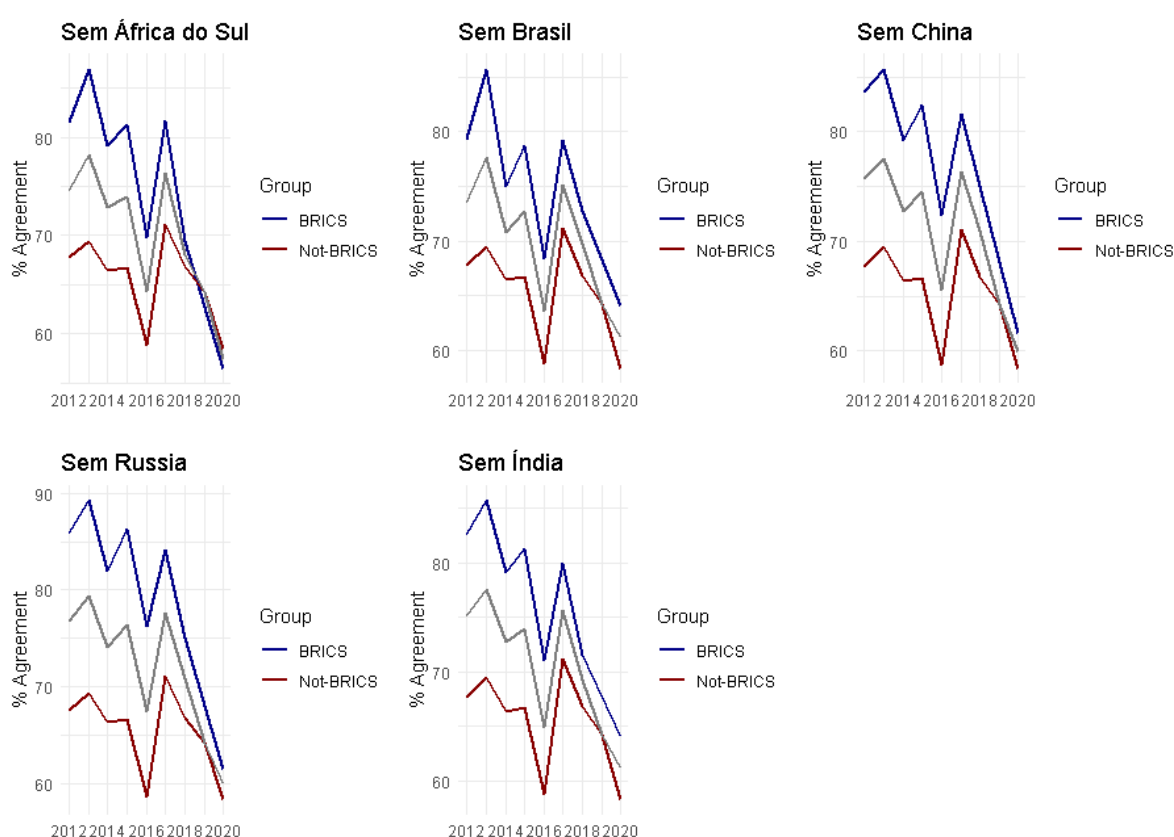 Sem África do Sul
% Agreement
80
70
60
2012 2014 2016 2018 2020
Group
BRICS
Not-BRICS
Sem Brasil
% Agreement
80
70
60
2012 2014 2016 2018 2020
Group
BRICS
Not-BRICS
Sem China
% Agreement
80
70
60
2012 2014 2016 2018 2020
Group
BRICS
Not-BRICS
Sem Russia
% Agreement
90
80
70
60
2012 2014 2016 2018 2020
Group
BRICS
Not-BRICS
Sem Índia
% Agreement
80
70
60
2012 2014 2016 2018 2020
Group
BRICS
Not-BRICS